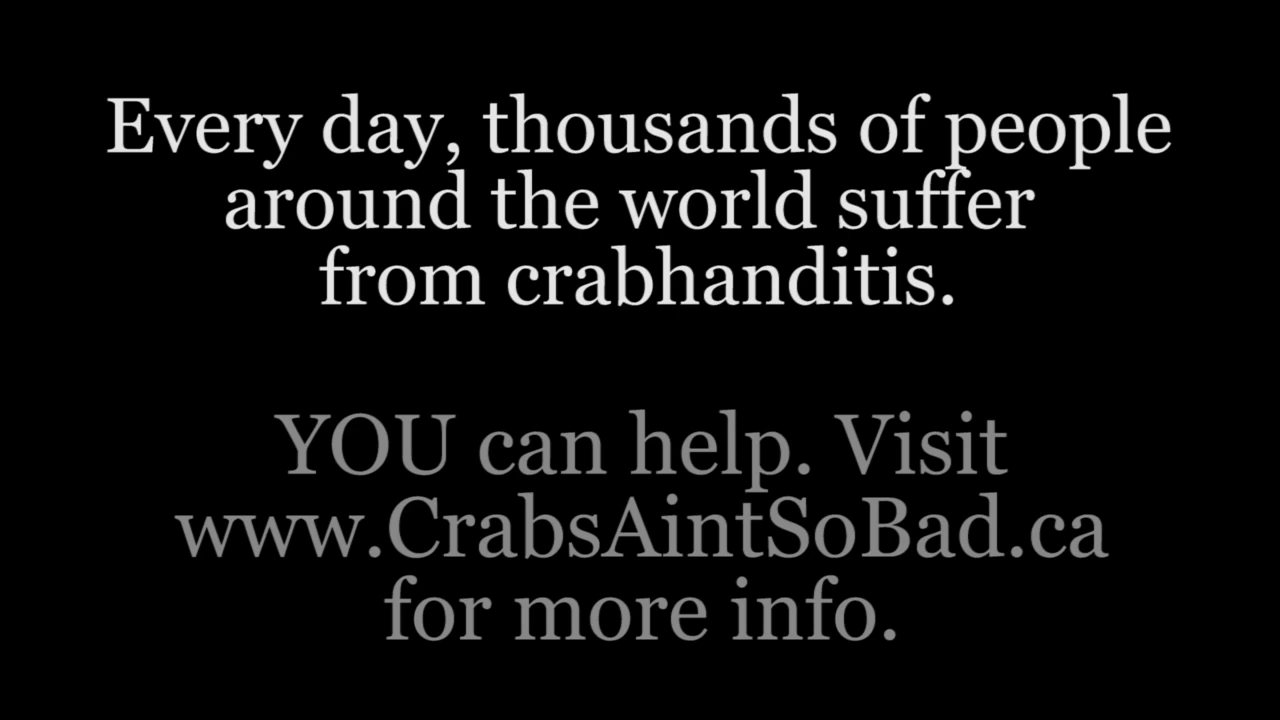 Every day, thousands of people
around the world suffer
from crabhanditis.
YOU can help. Visit
www.CrabsAintSoBad.ca
for more info.